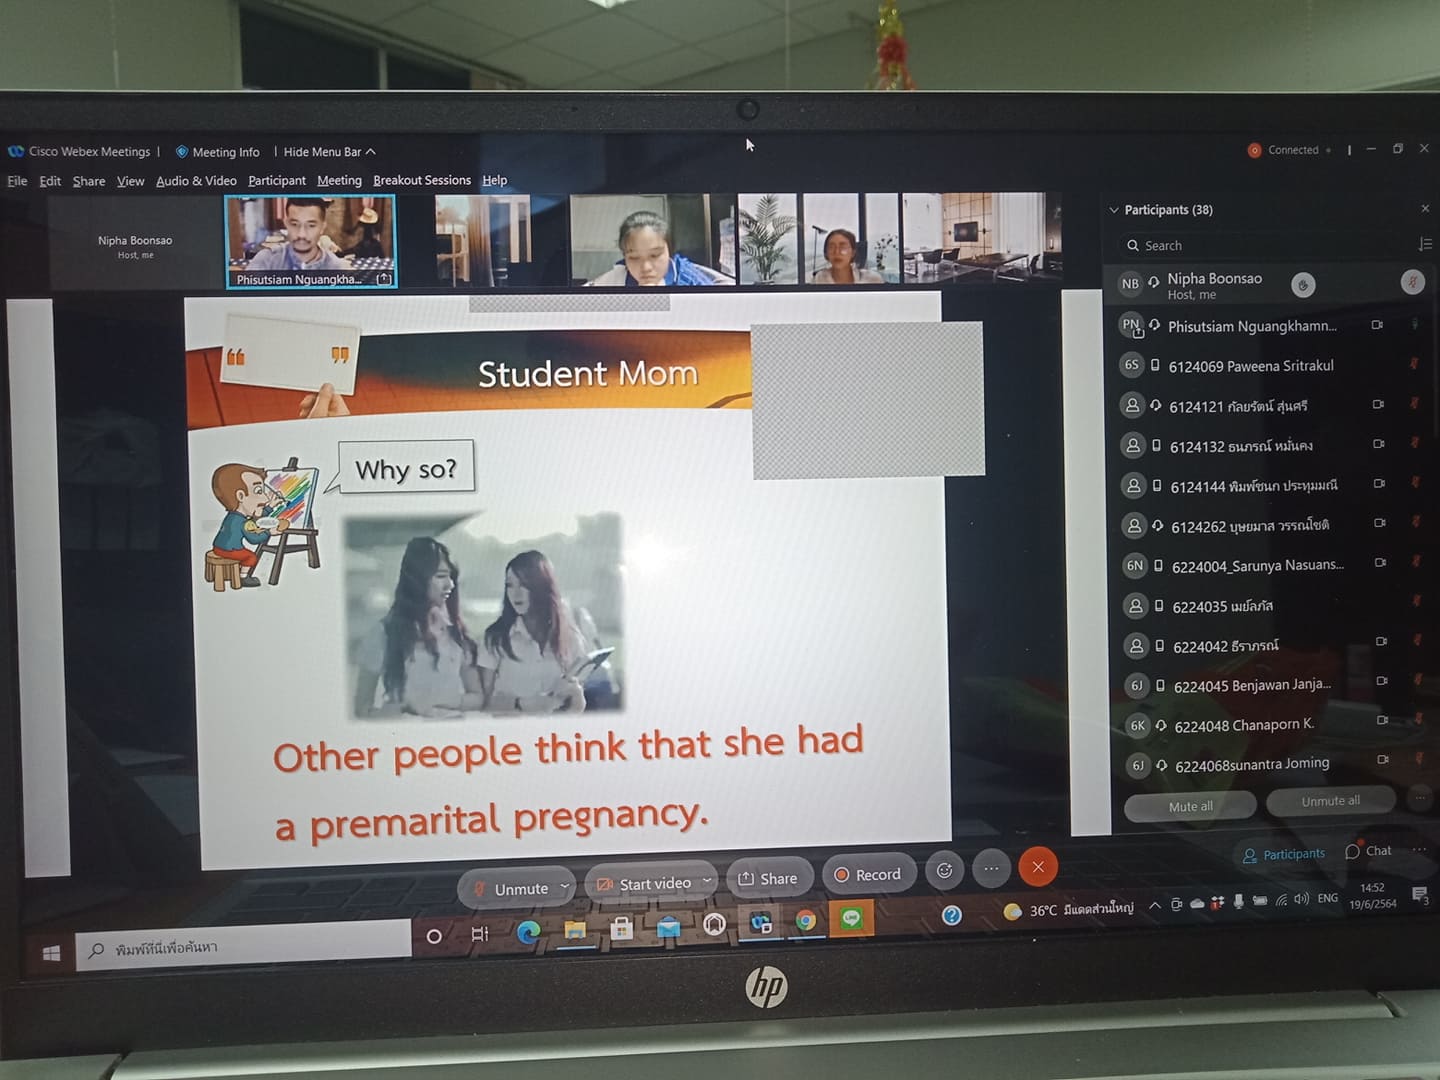 Cisco Webex Meetings
Meeting Info
Hide Menu Bar
Connected
File Edit Share View Audio & Video Participant Meeting Breakout Sessions Help
Nipha Boonsao
Host, me
Phisutsiam Nguangkha...
“ ”
Student Mom
Why so?
Other people think that she had
a premarital pregnancy.
Participants (38)
Search
NB Nipha Boonsao
Host, me
PN Phisutsiam Nguangkhamn...
6S 6124069 Paweena Sritrakul
6124121 กัลยรัตน์ สุ่นศรี
6124132 ธนภรณ์ หมั่นคง
6124144 พิมพ์ชนก ประทุมมณี
6124262 บุษยมาส วรรณโชติ
6N 6224004_Sarunya Nasuans...
6224035 เมย์ลภัส
6224042 ธีราภรณ์
6J 6224045 Benjawan Janja...
6K 6224048 Chanaporn K.
6J 6224068sunantra Joming
Mute all
Unmute all
Participants
Chat
Unmute
Start video
Share
Record
พิมพ์ที่นี่เพื่อค้นหา
LINE
36°C มีแดดส่วนใหญ่
ENG
14:52
19/6/2564
3
hp